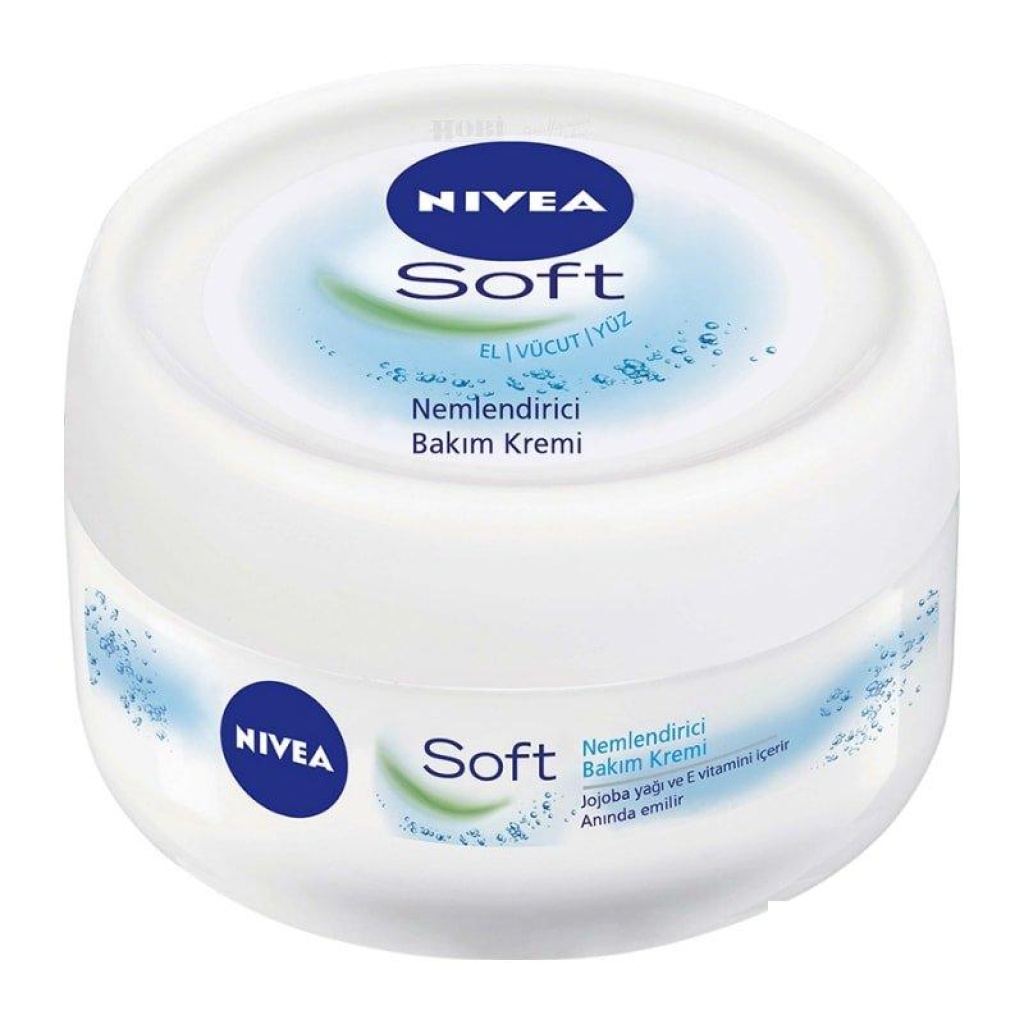 HOBİ
NIVEA
Soft
EL | VÜCUT | YÜZ
Nemlendirici
Bakım Kremi
NIVEA
Soft
Nemlendirici
Bakım Kremi
Jojoba yağı ve E vitamini içerir
Anında emilir